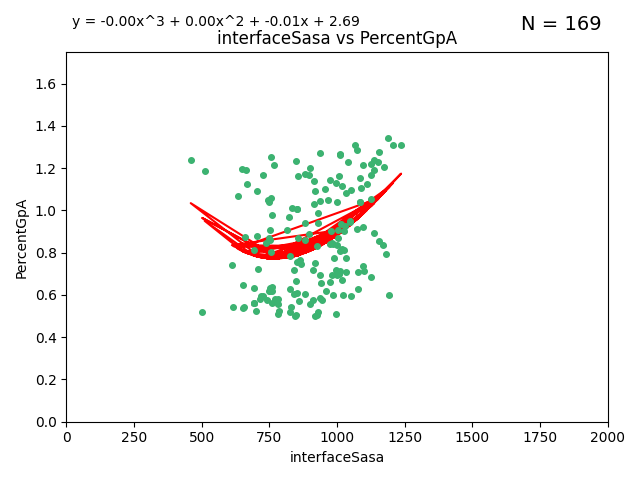 y = -0.00x^3 + 0.00x^2 + -0.01x + 2.69
N = 169
interfaceSasa vs PercentGpA
PercentGpA
1.6
1.4
1.2
1.0
0.8
0.6
0.4
0.2
0.0
0 250 500 750 1000 1250 1500 1750 2000
interfaceSasa